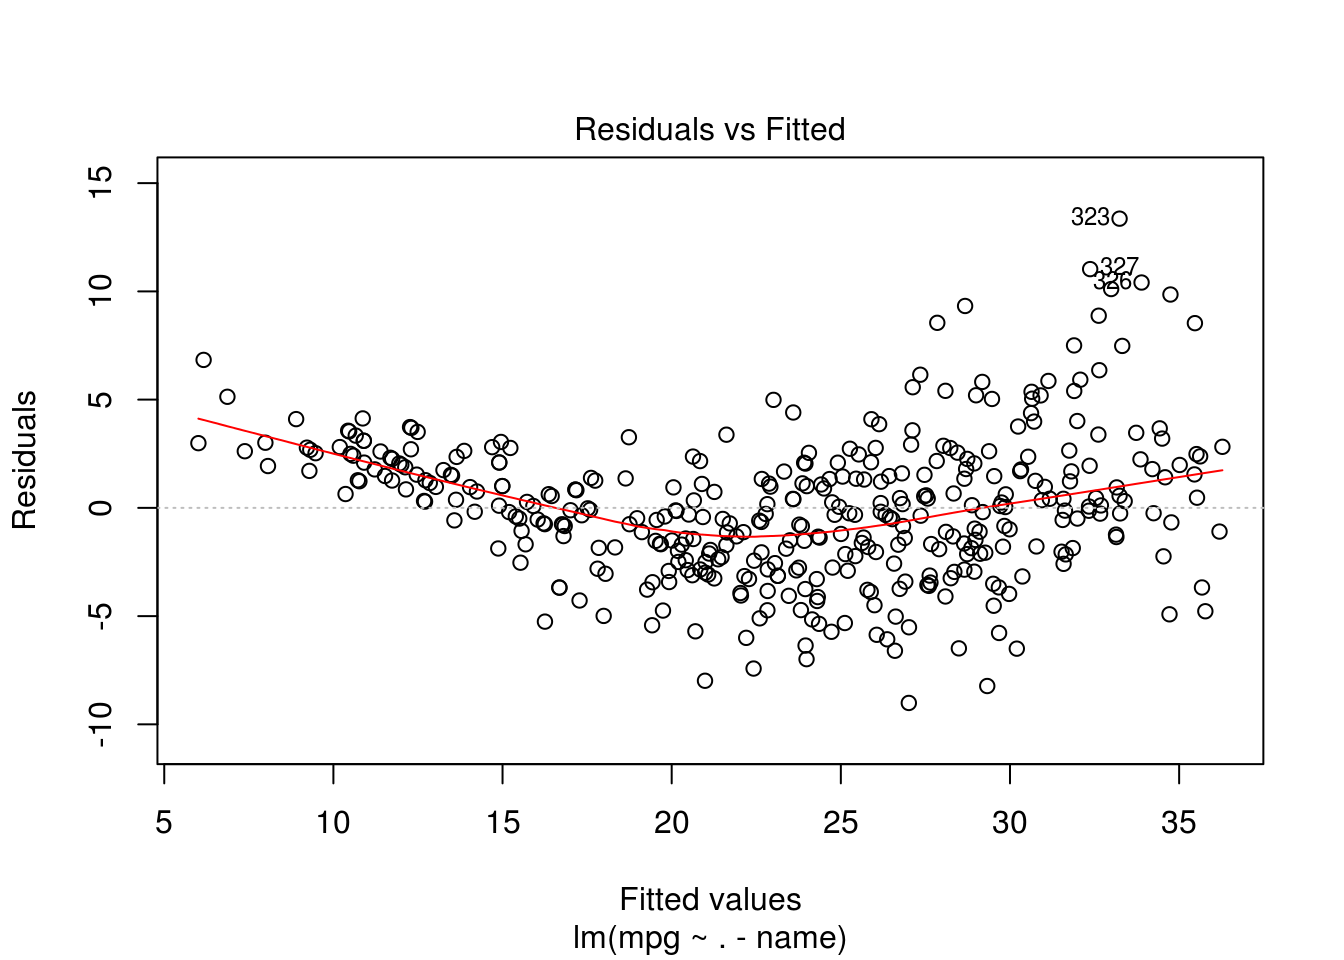 Residuals vs Fitted
15
10
5
0
-5
-10
Residuals
323
327
326
5 10 15 20 25 30 35
Fitted values
lm(mpg ~ . - name)